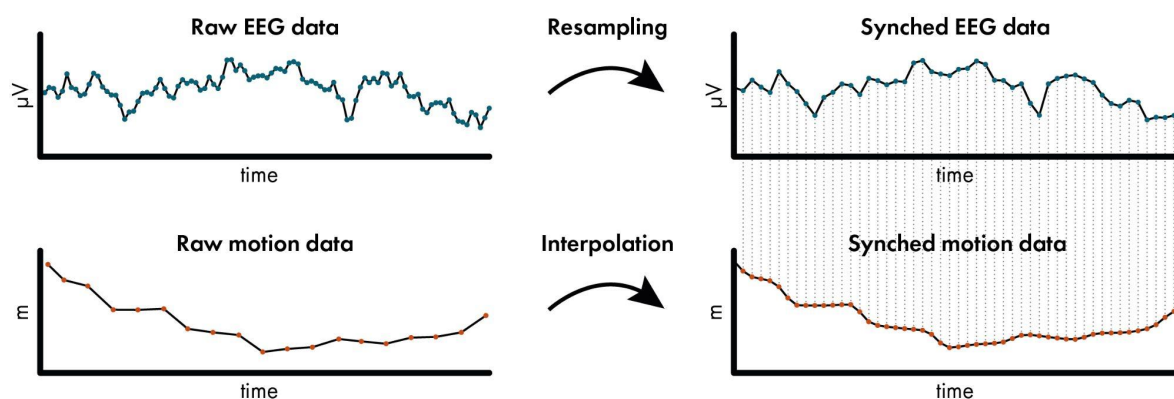 Raw EEG data
Resampling
Synched EEG data
µV
time
µV
time
Raw motion data
Interpolation
Synched motion data
m
time
m
time